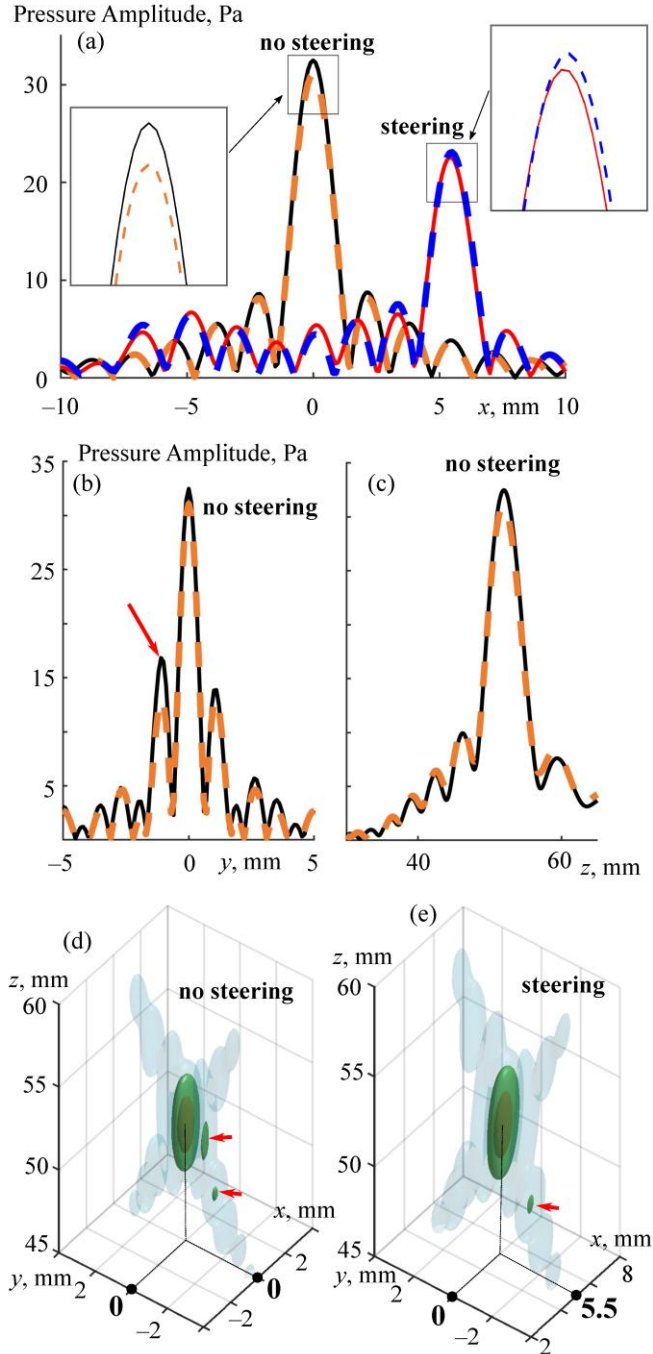 Pressure Amplitude, Pa
(a)
no steering
steering
30
20
10
0
–10
–5
0
5
x, mm
10
Pressure Amplitude, Pa
35
(b)
no steering
25
15
5
–5
0
y, mm
5
no steering
(c)
40
60
z, mm
(d)
z, mm
60
no steering
55
50
45
y, mm
2
0
–2
x, mm
2
0
–2
(e)
z, mm
60
steering
55
50
45
y, mm
2
0
–2
x, mm
8
5.5
2